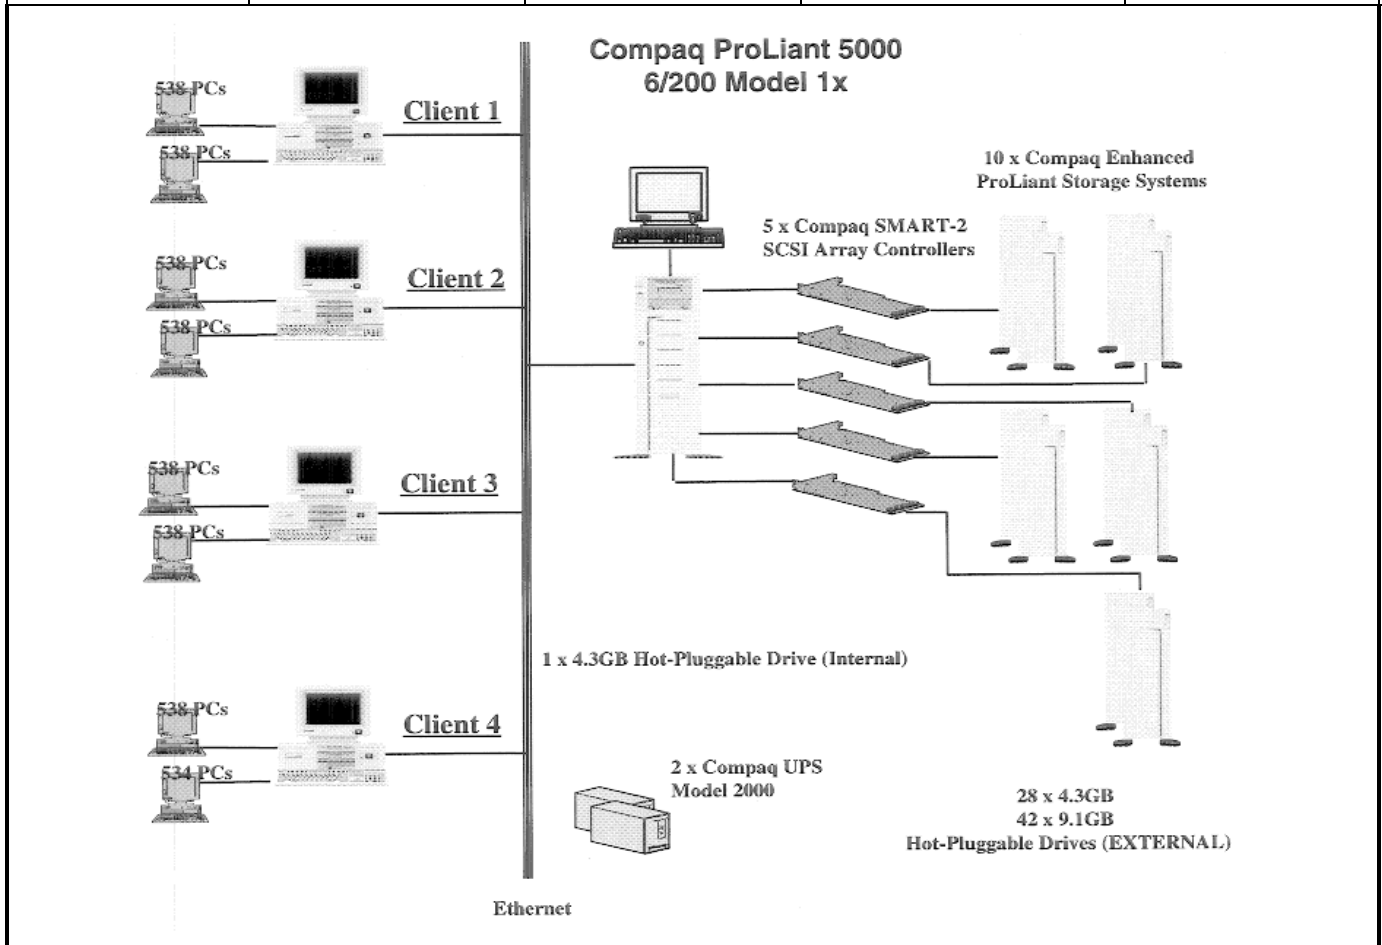 Compaq ProLiant 5000
6/200 Model 1x
538 PCs
Client 1
538 PCs
10 x Compaq Enhanced
ProLiant Storage Systems
5 x Compaq SMART-2
SCSI Array Controllers
538 PCs
Client 2
538 PCs
538 PCs
Client 3
538 PCs
1 x 4.3GB Hot-Pluggable Drive (Internal)
538 PCs
Client 4
534 PCs
2 x Compaq UPS
Model 2000
28 x 4.3GB
42 x 9.1GB
Hot-Pluggable Drives (EXTERNAL)
Ethernet